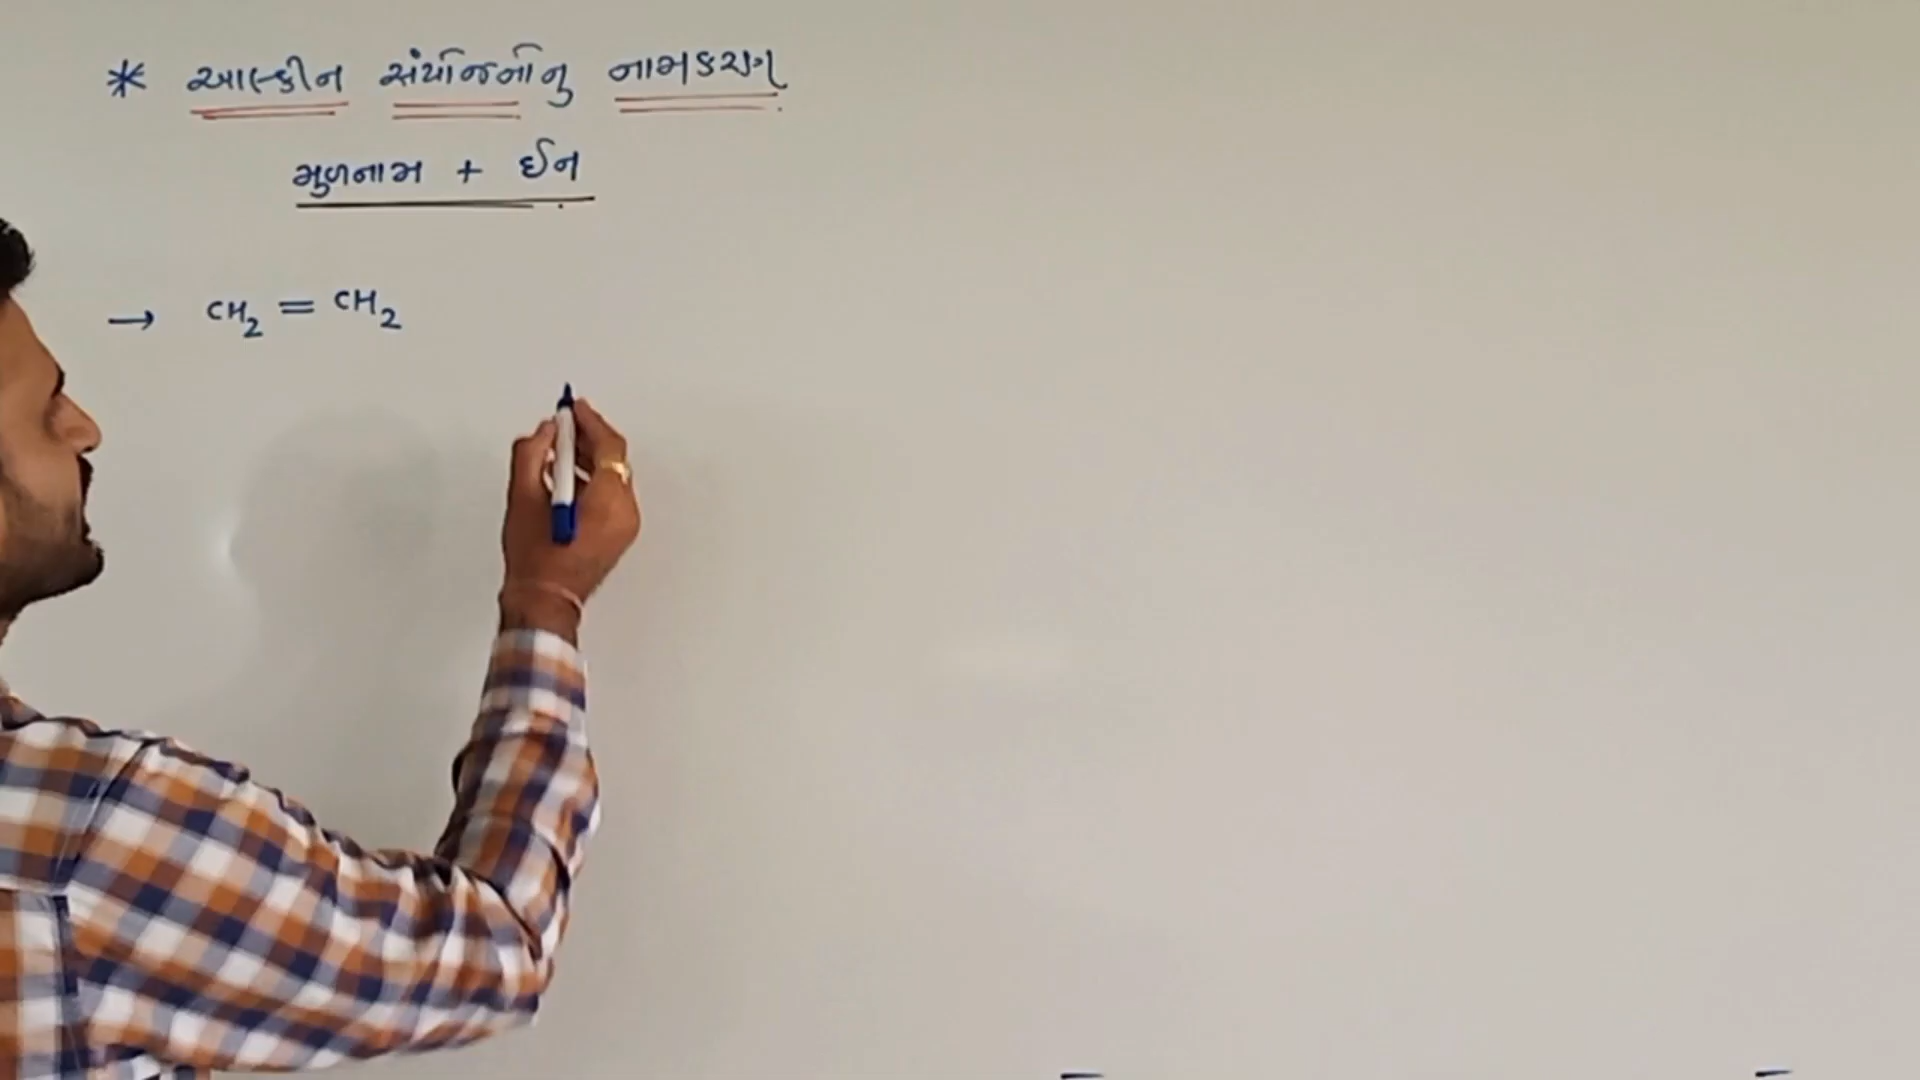 * આલ્કીન સંયોજનોનુ નામકરણ
મુળનામ + ઈન
→ CH₂ = CH₂